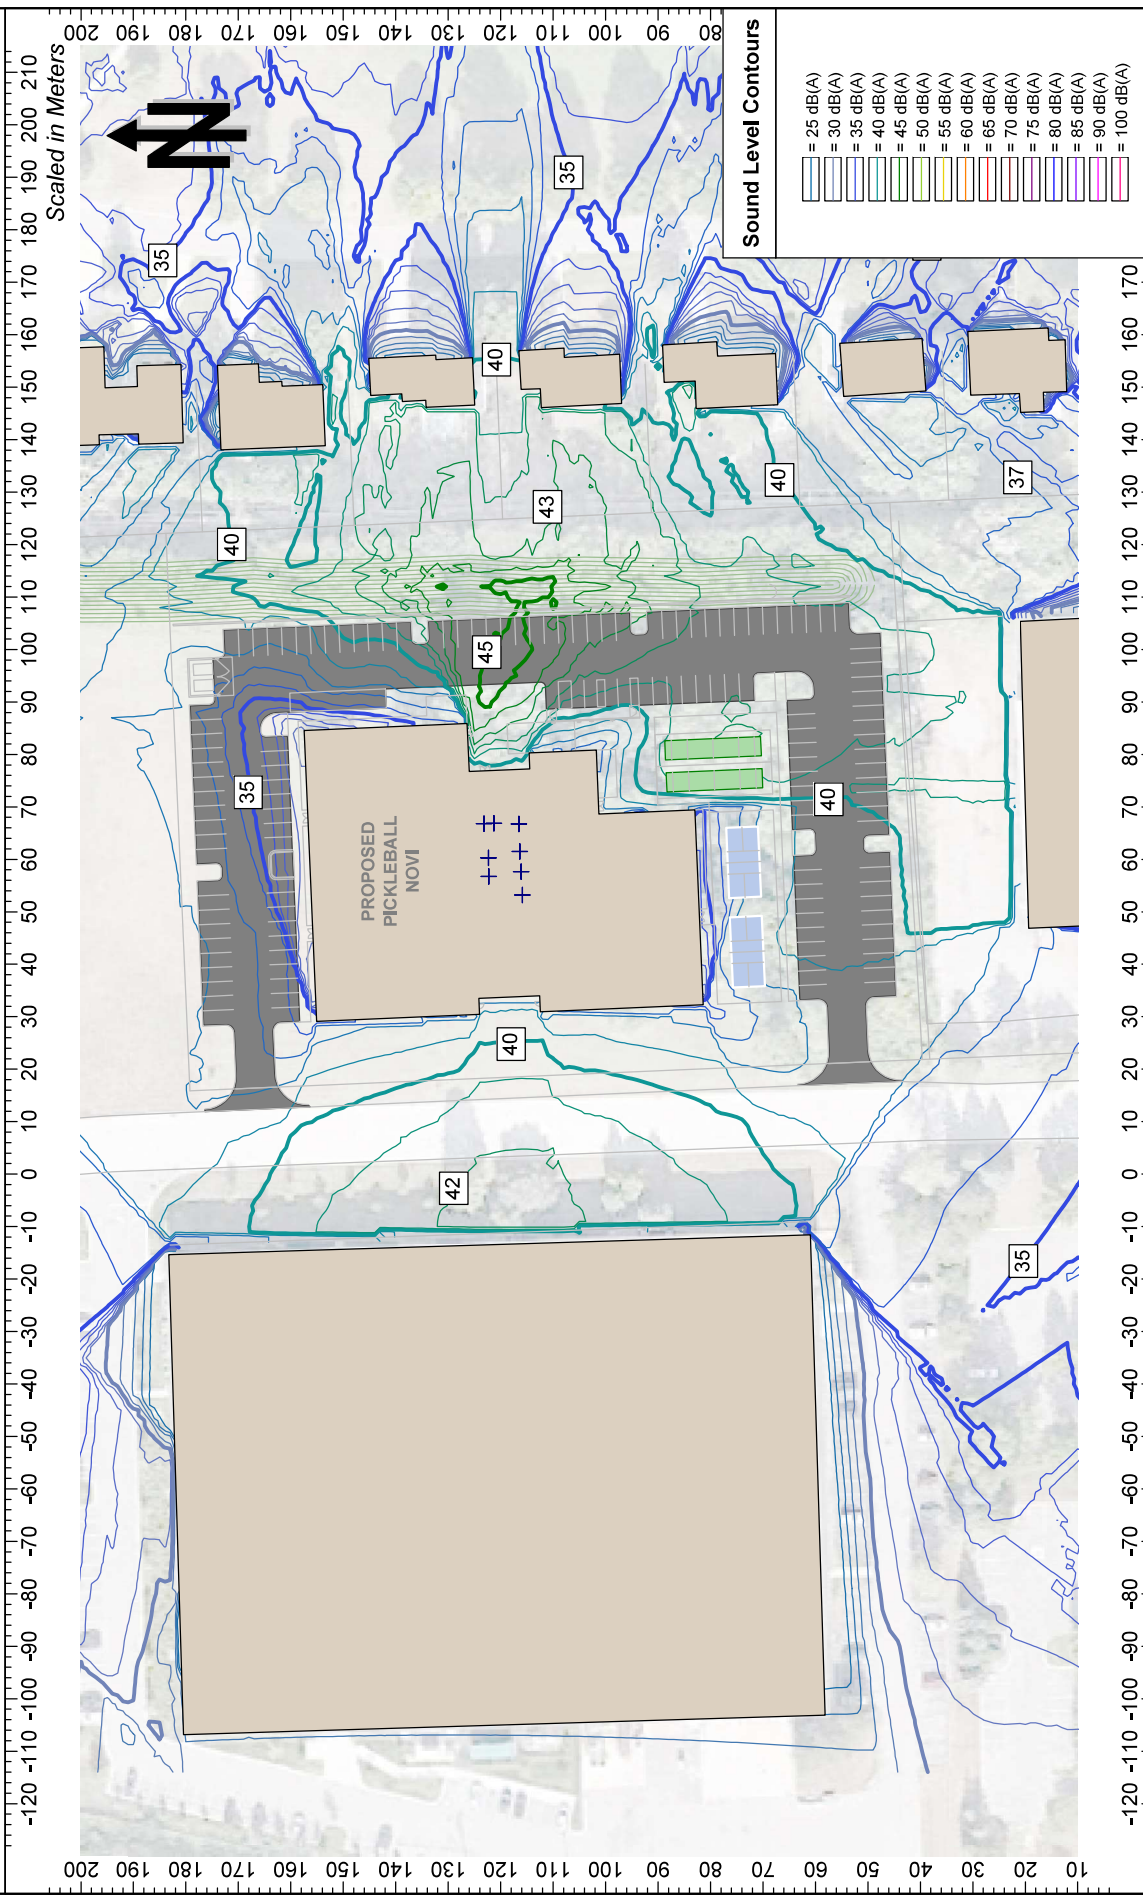 -120 -110 -100 -90 -80 -70 -60 -50 -40 -30 -20 -10 0 10 20 30 40 50 60 70 80 90 100 110 120 130 140 150 160 170 180 190 200 210
Scaled in Meters
200
190
180
170
160
150
140
130
120
110
100
90
80
70
60
50
40
30
20
10
200
190
180
170
160
150
140
130
120
110
100
90
80
N
35
40
35
PROPOSED
PICKLEBALL
NOVI
42
45
40
40
43
35
40
40
37
35
Sound Level Contours
= 25 dB(A)
= 30 dB(A)
= 35 dB(A)
= 40 dB(A)
= 45 dB(A)
= 50 dB(A)
= 55 dB(A)
= 60 dB(A)
= 65 dB(A)
= 70 dB(A)
= 75 dB(A)
= 80 dB(A)
= 85 dB(A)
= 90 dB(A)
= 100 dB(A)
-120 -110 -100 -90 -80 -70 -60 -50 -40 -30 -20 -10 0 10 20 30 40 50 60 70 80 90 100 110 120 130 140 150 160 170